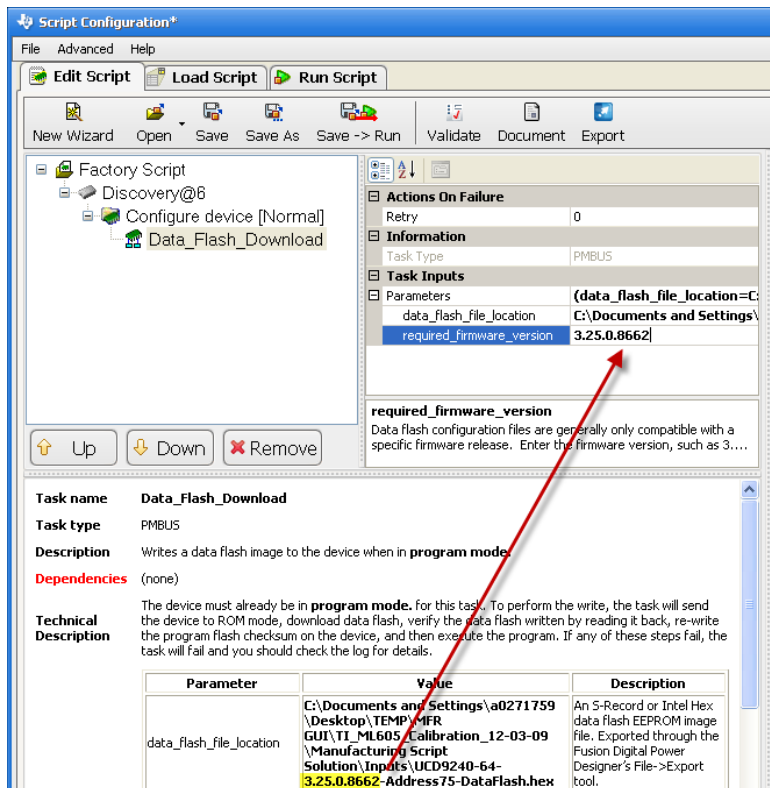 Script Configuration*
File Advanced Help
Edit Script Load Script Run Script
New Wizard Open Save Save As Save -> Run Validate Document Export
Factory Script
Discovery@6
Configure device [Normal]
Data_Flash_Download
Up Down Remove
Actions On Failure
Retry 0
Information
Task Type PMBUS
Task Inputs
Parameters (data_flash_file_location=C:
data_flash_file_location C:\Documents and Settings\
required_firmware_version 3.25.0.8662
required_firmware_version
Data flash configuration files are generally only compatible with a
specific firmware release. Enter the firmware version, such as 3....
Task name Data_Flash_Download
Task type PMBUS
Description Writes a data flash image to the device when in program mode.
Dependencies (none)
Technical Description
The device must already be in program mode. for this task. To perform the write, the task will send
the device to ROM mode, download data flash, verify the data flash written by reading it back, re-write
the program flash checksum on the device, and then execute the program. If any of these steps fail, the
task will fail and you should check the log for details.
Parameter Value Description
data_flash_file_location
C:\Documents and Settings\a0271759
\Desktop\TEMP\MFR
GUI\TI_ML605_Calibration_12-03-09
\Manufacturing Script
Solution\Inputs\UCD9240-64-
3.25.0.8662-Address75-DataFlash.hex
An S-Record or Intel Hex
data flash EEPROM image
file. Exported through the
Fusion Digital Power
Designer's File->Export
tool.